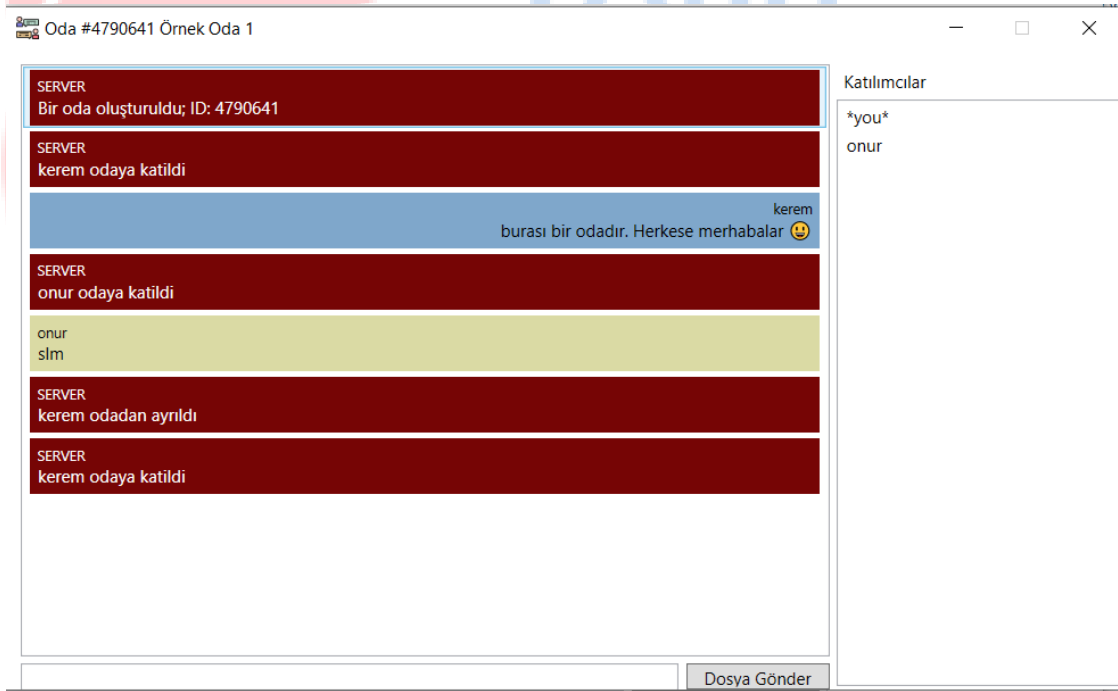 Oda #4790641 Örnek Oda 1
SERVER
Bir oda oluşturuldu; ID: 4790641
SERVER
kerem odaya katildi
kerem
burası bir odadır. Herkese merhabalar 😃
SERVER
onur odaya katildi
onur
slm
SERVER
kerem odadan ayrıldı
SERVER
kerem odaya katildi
Dosya Gönder
Katılımcılar
*you*
onur